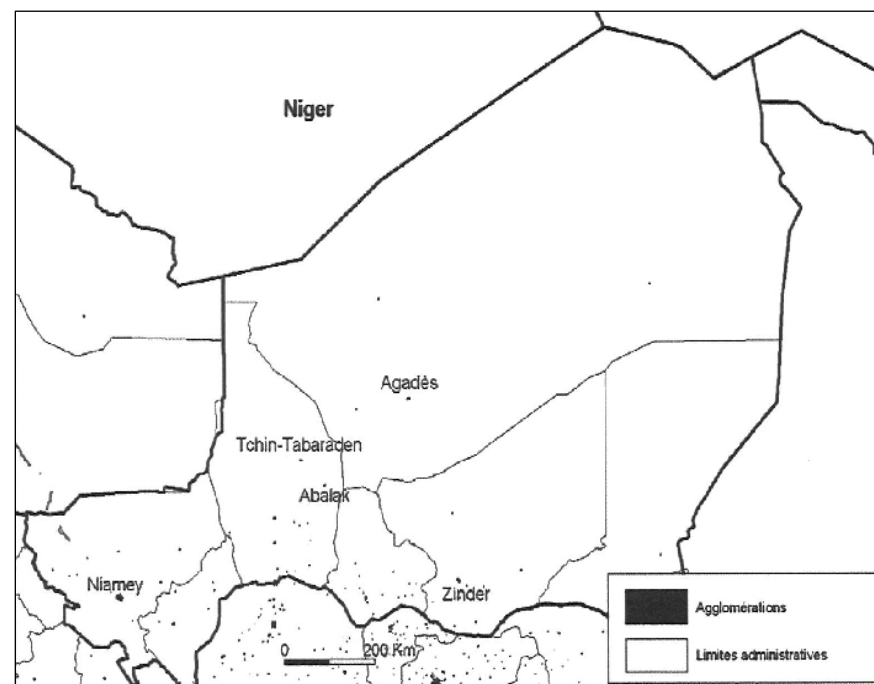 Niger
Agadès
Tchin-Tabaraden
Abalak
Niamey
Zinder
0 200 Km
Agglomérations
Limites administratives